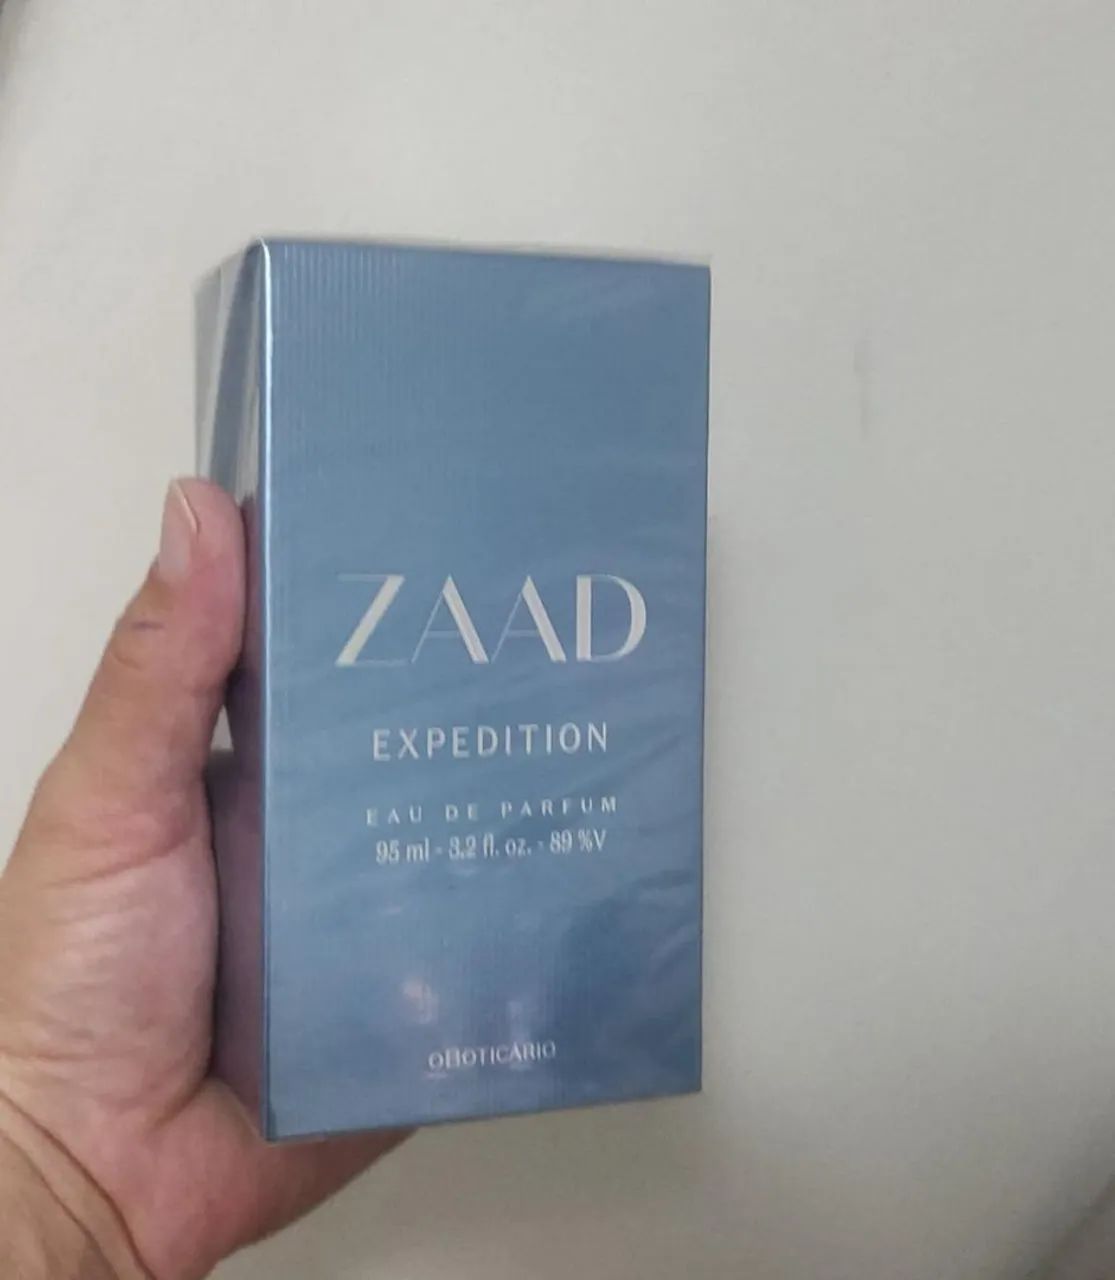 ZAAD
EXPEDITION
EAU DE PARFUM
95 ml - 3.2 fl. oz. - 89 %V
OBOTICÁRIO